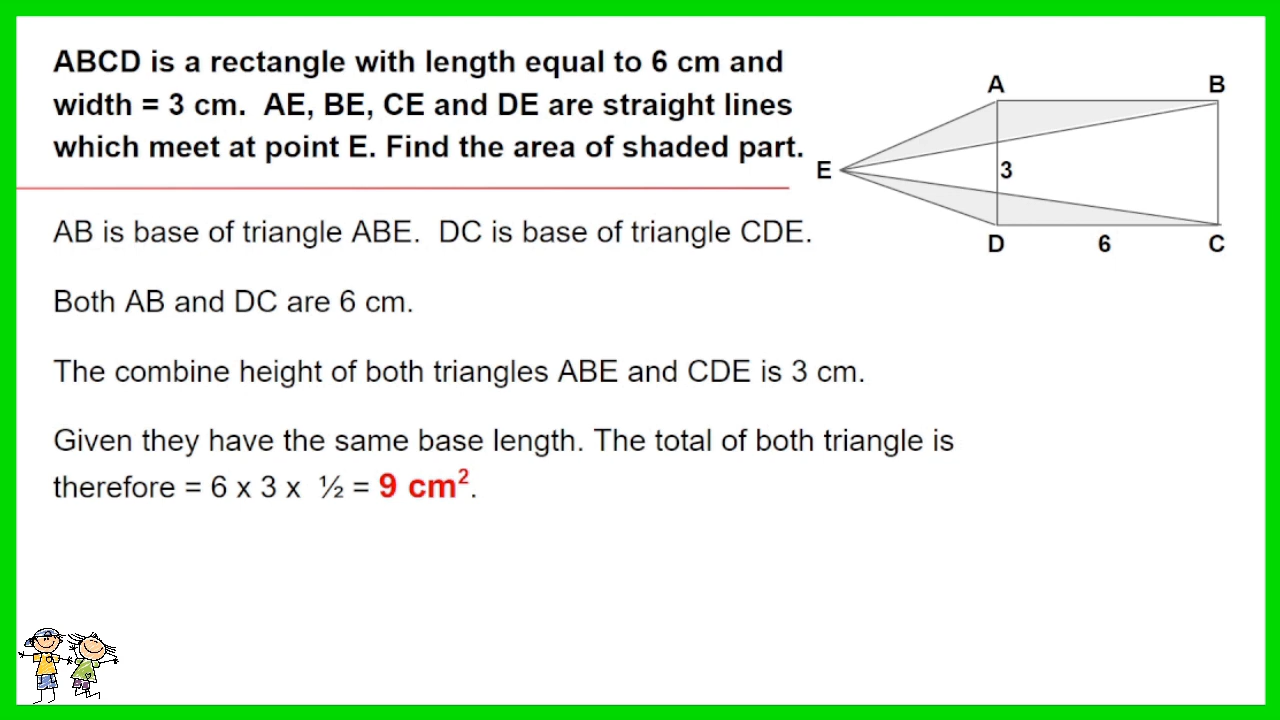 ABCD is a rectangle with length equal to 6 cm and
width = 3 cm.  AE, BE, CE and DE are straight lines
which meet at point E. Find the area of shaded part.
A
B
E
3
D
6
C
AB is base of triangle ABE.  DC is base of triangle CDE.
Both AB and DC are 6 cm.
The combine height of both triangles ABE and CDE is 3 cm.
Given they have the same base length. The total of both triangle is
therefore = 6 x 3 x  ½ = 9 cm².